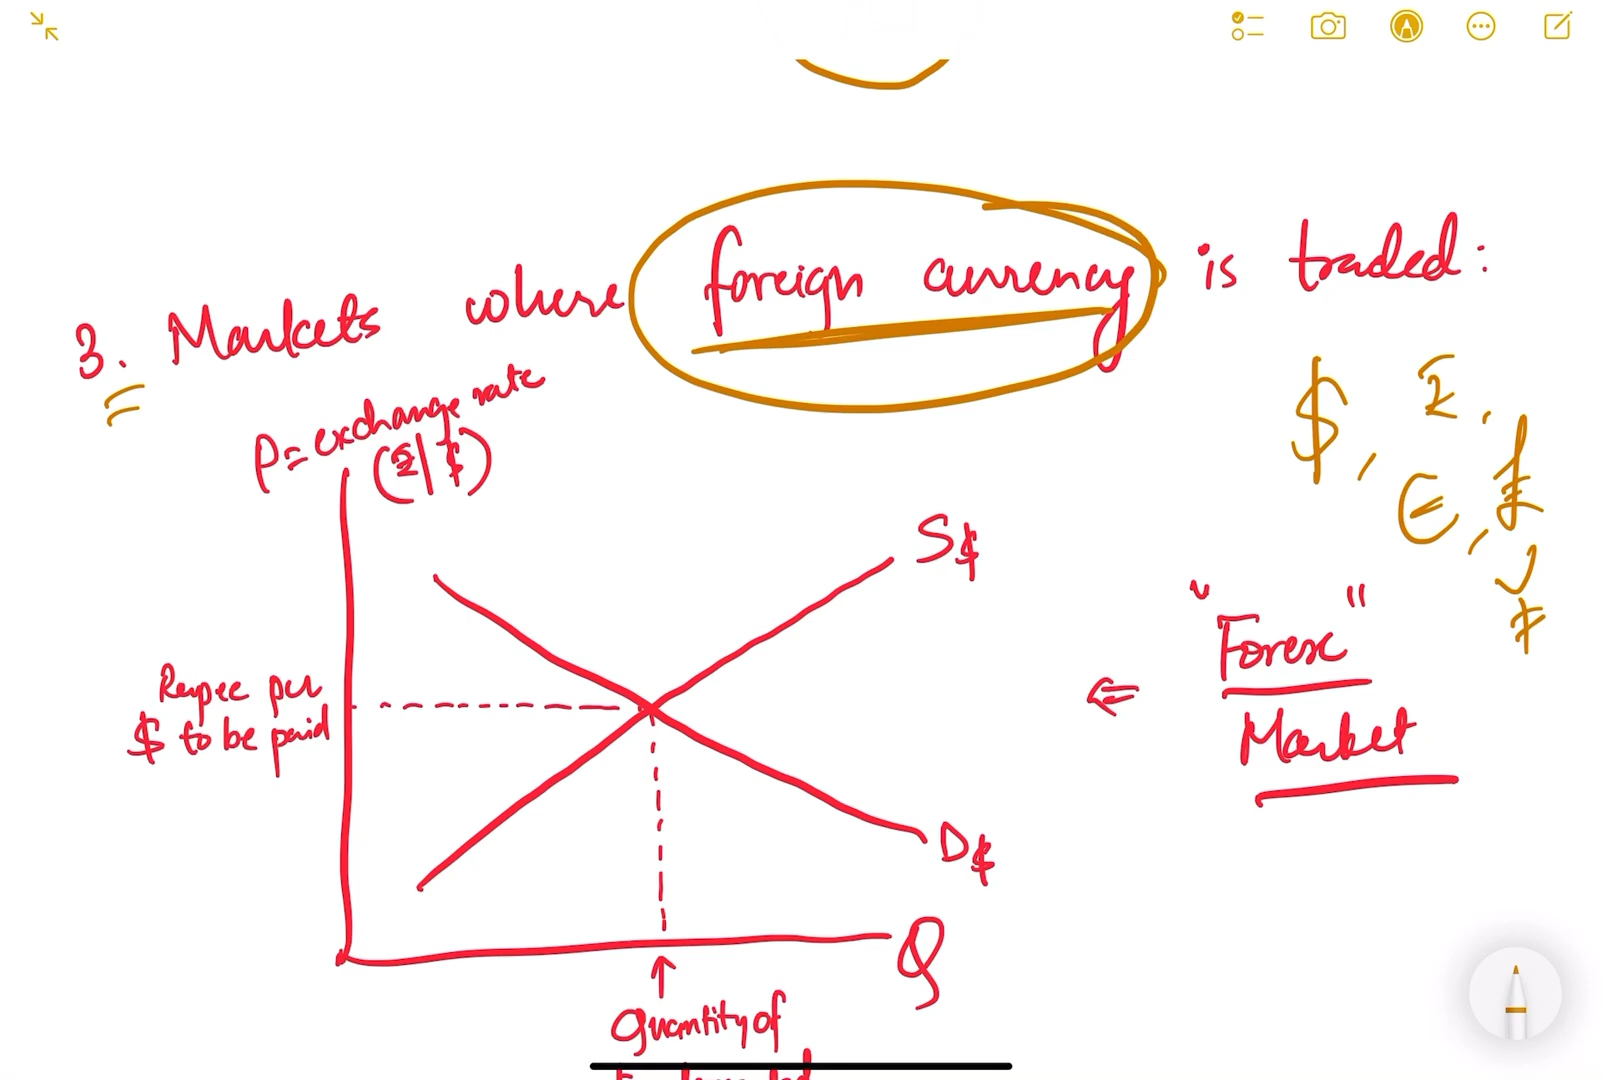 3. Markets where foreign currency is traded:
P = exchange rate
(₹/$)
$, ₹,
€, £,
¥
S$
"Forex"
Market
⇐
Rupee per
$ to be paid
D$
Q
↑
Quantity of